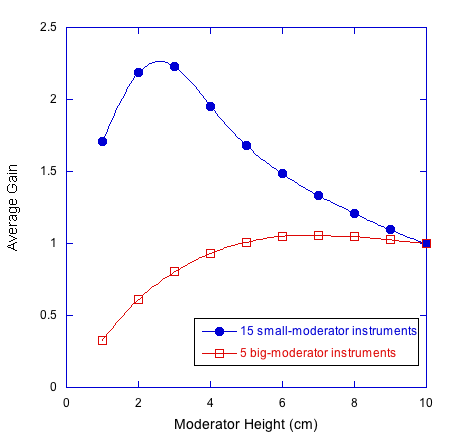 2.5
2
1.5
1
0.5
0
Average Gain
15 small-moderator instruments
5 big-moderator instruments
0 2 4 6 8 10
Moderator Height (cm)